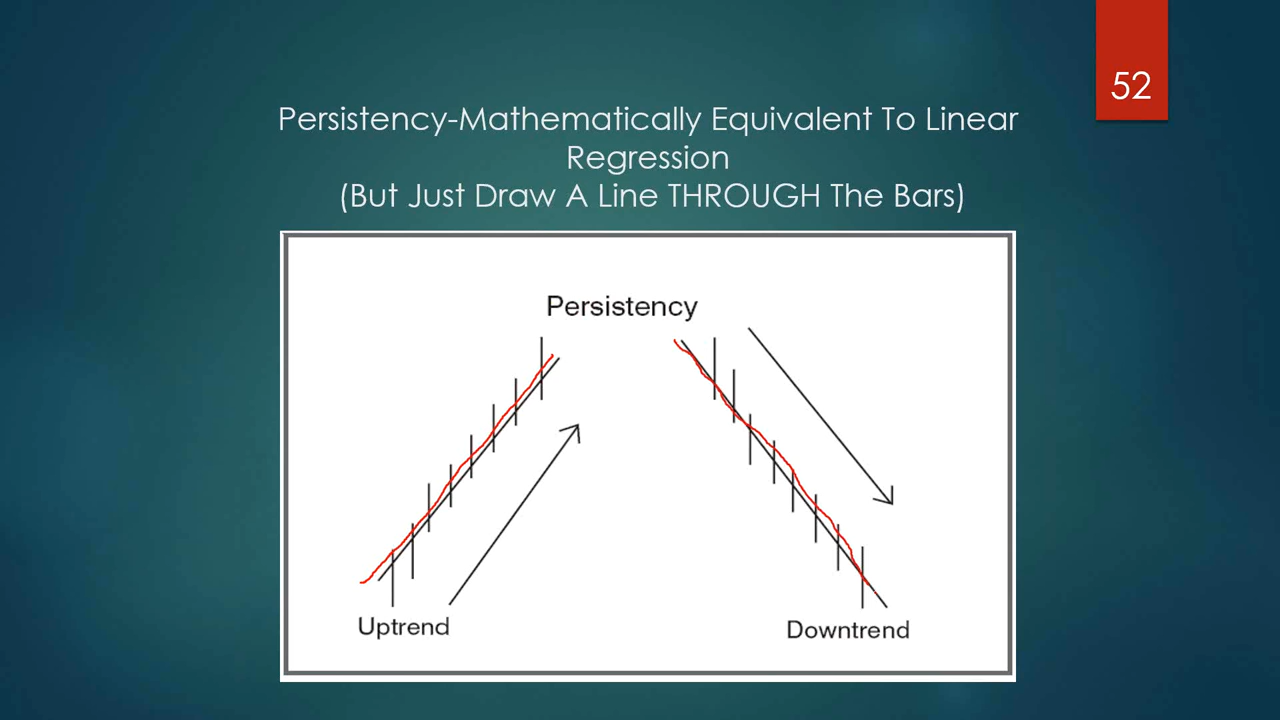 52
Persistency-Mathematically Equivalent To Linear
Regression
(But Just Draw A Line THROUGH The Bars)
Persistency
Uptrend
Downtrend